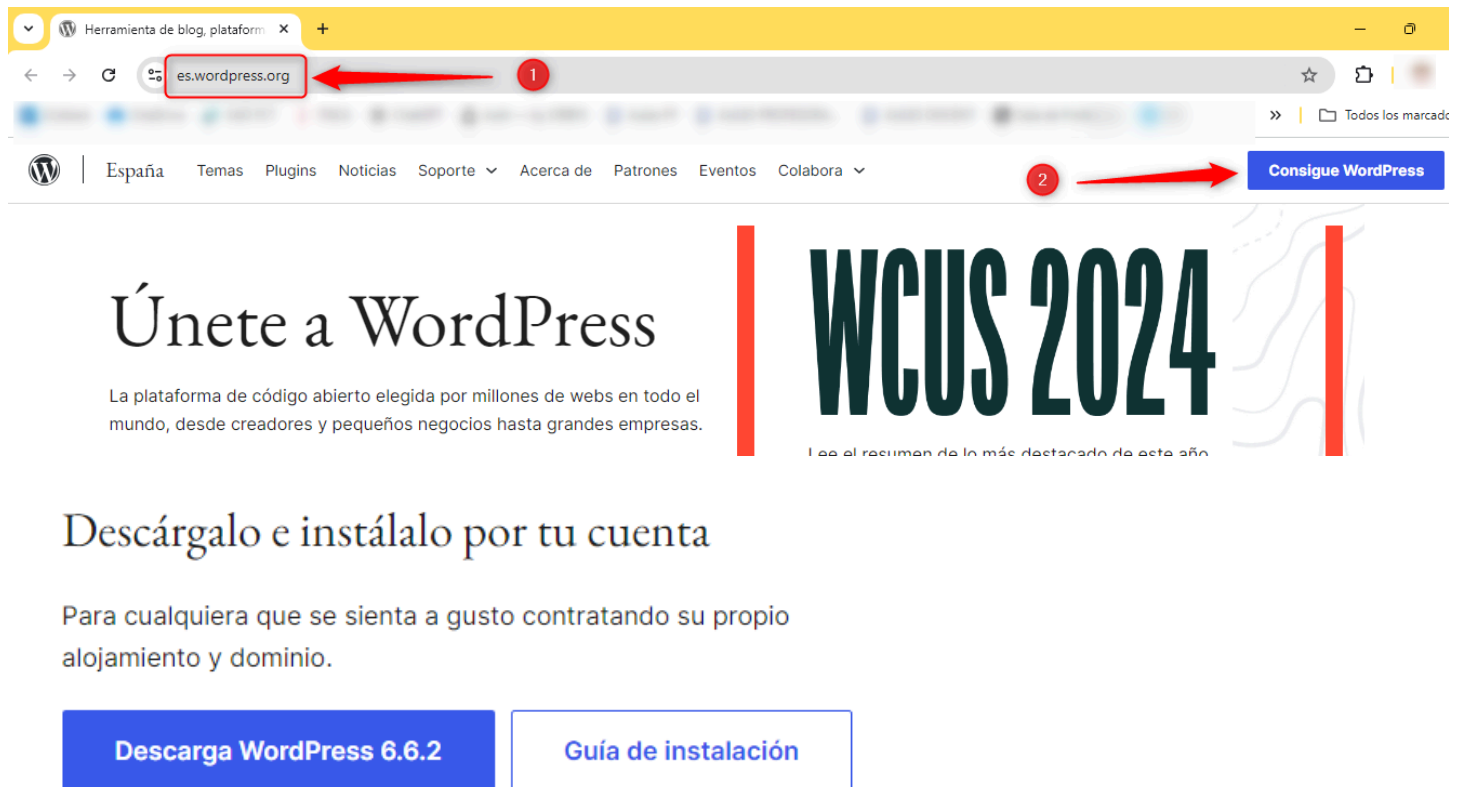 Herramienta de blog, plataform
es.wordpress.org
1
Todos los marcado
España Temas Plugins Noticias Soporte Acerca de Patrones Eventos Colabora
2
Consigue WordPress
Únete a WordPress
La plataforma de código abierto elegida por millones de webs en todo el
mundo, desde creadores y pequeños negocios hasta grandes empresas.
WCUS 2024
Lee el resumen de lo más destacado de este año
Descárgalo e instálalo por tu cuenta
Para cualquiera que se sienta a gusto contratando su propio
alojamiento y dominio.
Descarga WordPress 6.6.2
Guía de instalación